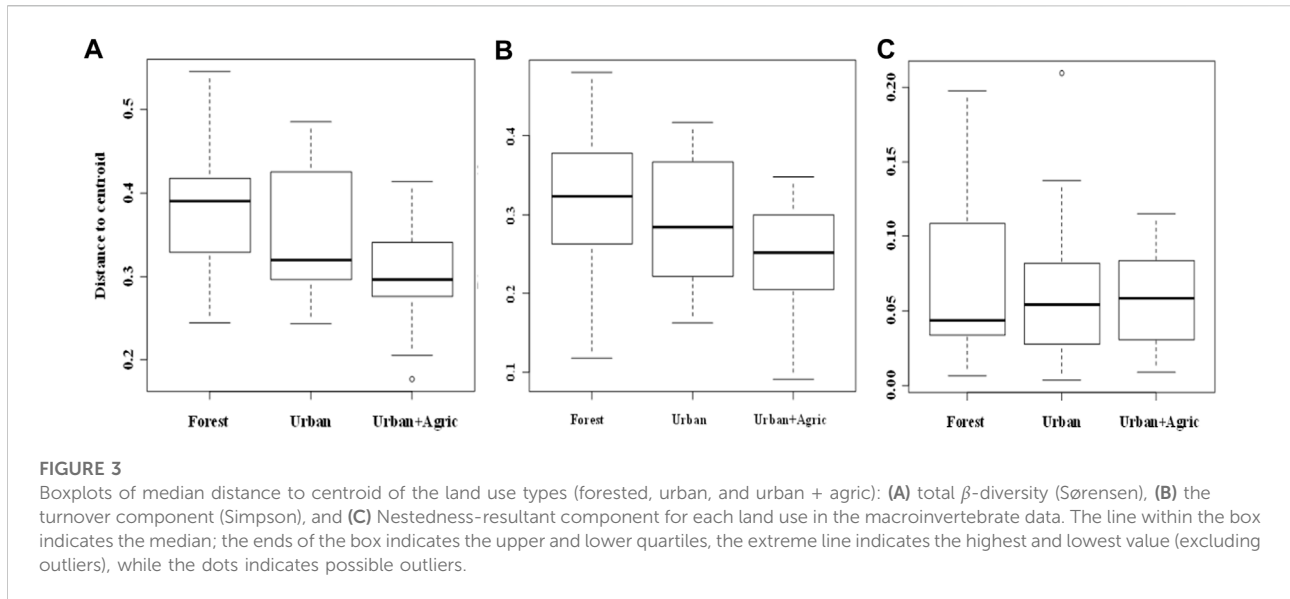 A
B
C
Distance to centroid
0.5
0.4
0.3
0.2
Forest
Urban
Urban+Agric
0.4
0.3
0.2
0.1
Forest
Urban
Urban+Agric
0.20
0.15
0.10
0.05
0.00
Forest
Urban
Urban+Agric
FIGURE 3
Boxplots of median distance to centroid of the land use types (forested, urban, and urban + agric): (A) total β-diversity (Sørensen), (B) the
turnover component (Simpson), and (C) Nestedness-resultant component for each land use in the macroinvertebrate data. The line within the box
indicates the median; the ends of the box indicates the upper and lower quartiles, the extreme line indicates the highest and lowest value (excluding
outliers), while the dots indicates possible outliers.